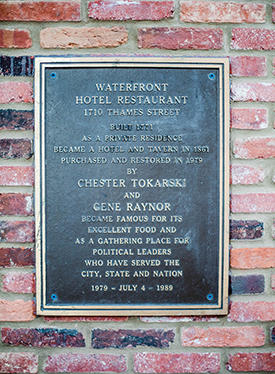 WATERFRONT
HOTEL RESTAURANT
1710 THAMES STREET
BUILT 1771
AS A PRIVATE RESIDENCE
BECAME A HOTEL AND TAVERN IN 1861
PURCHASED AND RESTORED IN 1979
BY
CHESTER TOKARSKI
AND
GENE RAYNOR
BECAME FAMOUS FOR ITS
EXCELLENT FOOD AND
AS A GATHERING PLACE FOR
POLITICAL LEADERS
WHO HAVE SERVED THE
CITY, STATE AND NATION
1979 - JULY 4 - 1989